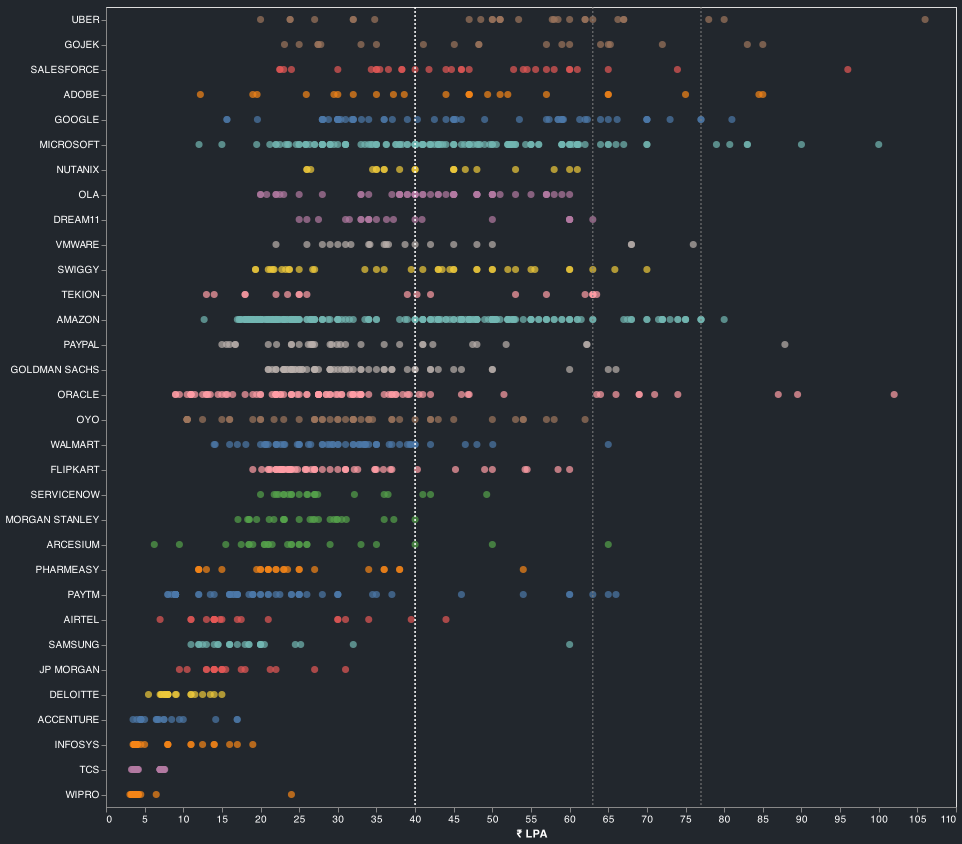 UBER
GOJEK
SALESFORCE
ADOBE
GOOGLE
MICROSOFT
NUTANIX
OLA
DREAM11
VMWARE
SWIGGY
TEKION
AMAZON
PAYPAL
GOLDMAN SACHS
ORACLE
OYO
WALMART
FLIPKART
SERVICENOW
MORGAN STANLEY
ARCESIUM
PHARMEASY
PAYTM
AIRTEL
SAMSUNG
JP MORGAN
DELOITTE
ACCENTURE
INFOSYS
TCS
WIPRO
0 5 10 15 20 25 30 35 40 45 50 55 60 65 70 75 80 85 90 95 100 105 110
₹ LPA